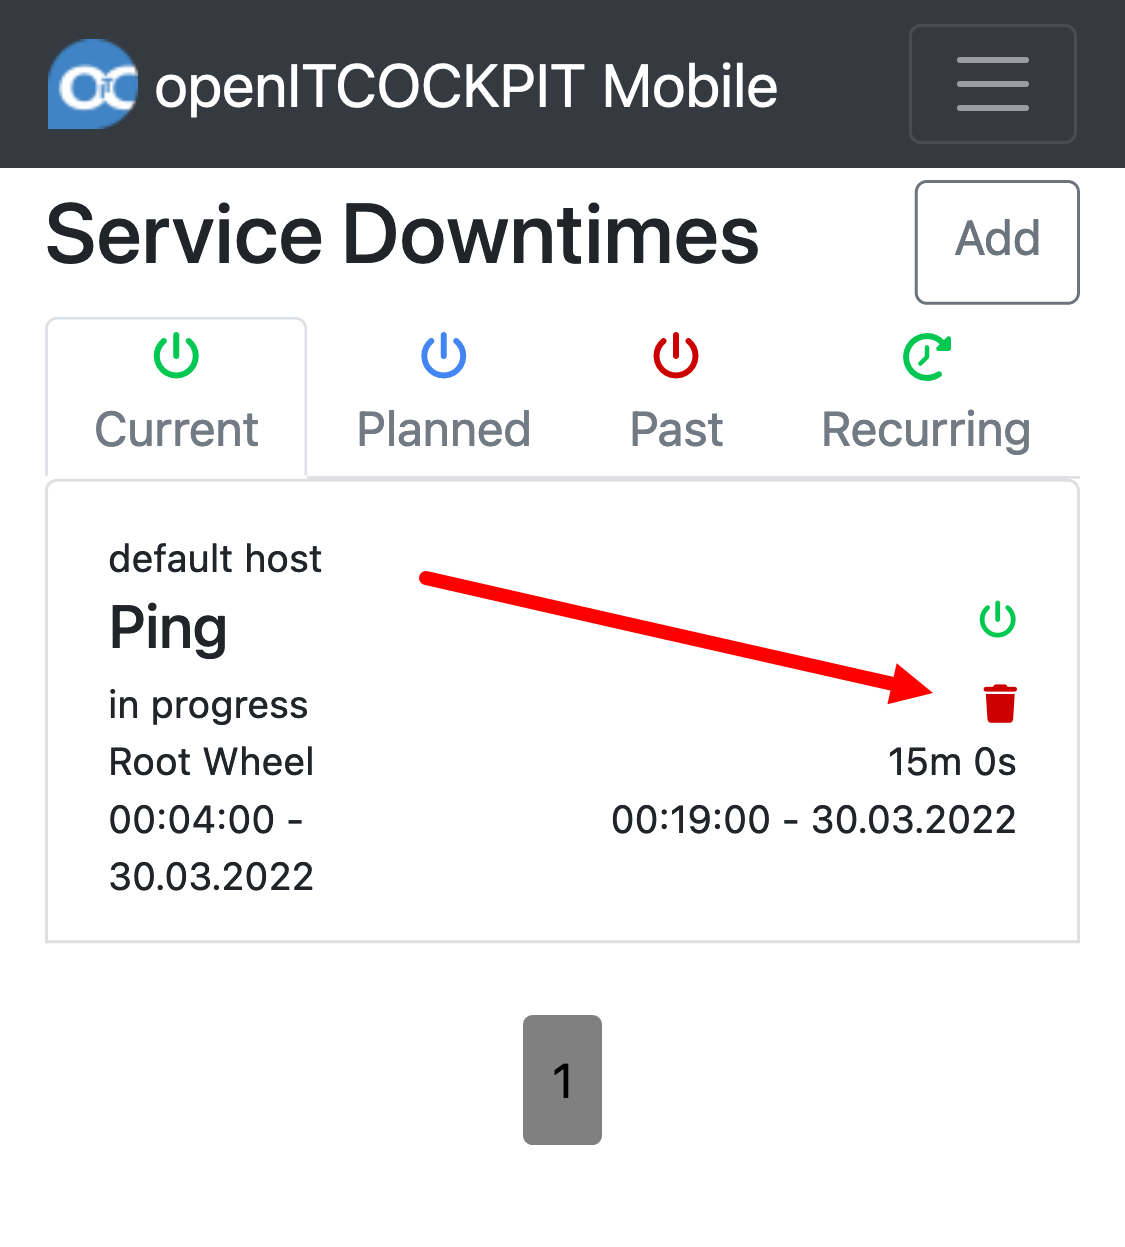 openITCOCKPIT Mobile
Service Downtimes
Add
Current
Planned
Past
Recurring
default host
Ping
in progress
Root Wheel
15m 0s
00:04:00 -
30.03.2022
00:19:00 - 30.03.2022
1